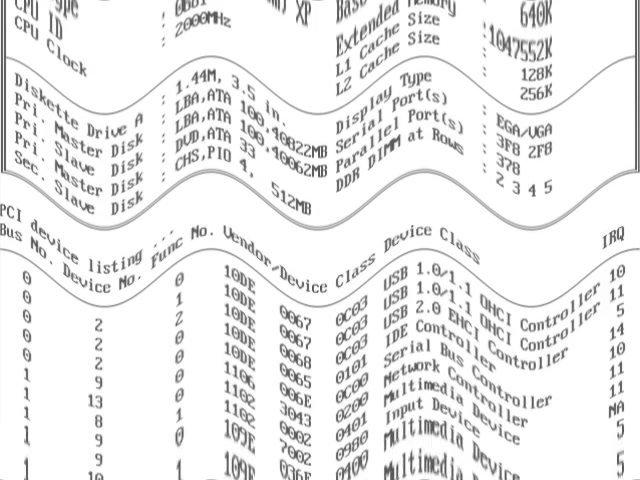 Type XP
CPU ID : 0681 Base Memory : 640K
CPU Clock : 2000MHz Extended Memory : 1047552K
L1 Cache Size : 128K
L2 Cache Size : 256K
Diskette Drive A : 1.44M, 3.5 in. Display Type : EGA/VGA
Pri. Master Disk : LBA,ATA 100,40822MB Serial Port(s) : 3F8 2F8
Pri. Slave Disk : LBA,ATA 100,40062MB Parallel Port(s) : 378
Sec. Master Disk : DVD,ATA 33 DDR DIMM at Rows : 2 3 4 5
Sec. Slave Disk : CHS,PIO 4, 512MB
PCI device listing ...
Bus No. Device No. Func No. Vendor/Device Class Device Class IRQ
0 2 0 10DE 0067 0C03 USB 1.0/1.1 OHCI Controller 10
0 2 1 10DE 0067 0C03 USB 1.0/1.1 OHCI Controller 11
0 2 2 10DE 0068 0C03 USB 2.0 EHCI Controller 5
0 9 0 10DE 0065 0101 IDE Controller 14
0 13 0 10DE 006E 0C00 Serial Bus Controller 10
1 8 0 1106 3043 0200 Network Controller 11
1 9 0 1102 0002 0401 Multimedia Device 11
1 9 1 1102 7002 0980 Input Device NA
1 10 0 109E 036E 0400 Multimedia Device 5
1 1 109E Multimedia Device 5